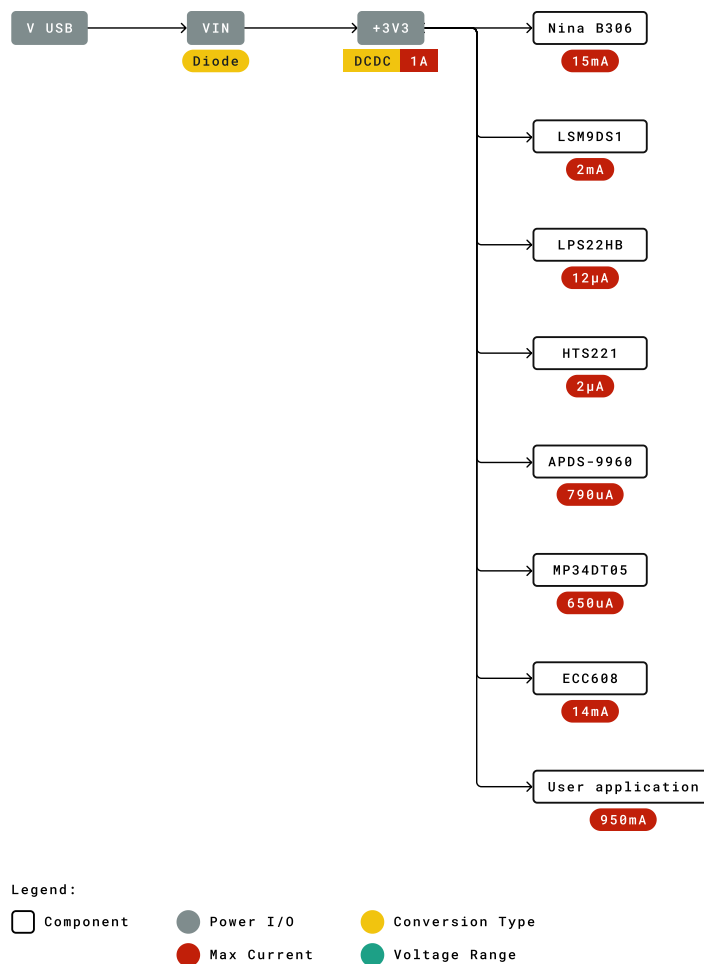 V USB
VIN
+3V3
Nina B306
Diode
DCDC 1A
15mA
LSM9DS1
2mA
LPS22HB
12µA
HTS221
2µA
APDS-9960
790uA
MP34DT05
650uA
ECC608
14mA
User application
950mA
Legend:
Component
Power I/O
Conversion Type
Max Current
Voltage Range